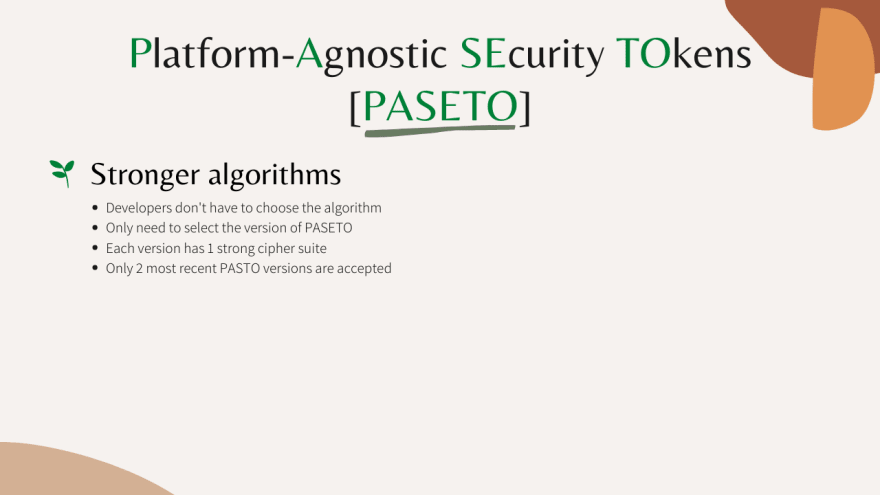 Platform-Agnostic SEcurity TOkens
[PASETO]
Stronger algorithms
• Developers don't have to choose the algorithm
• Only need to select the version of PASETO
• Each version has 1 strong cipher suite
• Only 2 most recent PASTO versions are accepted